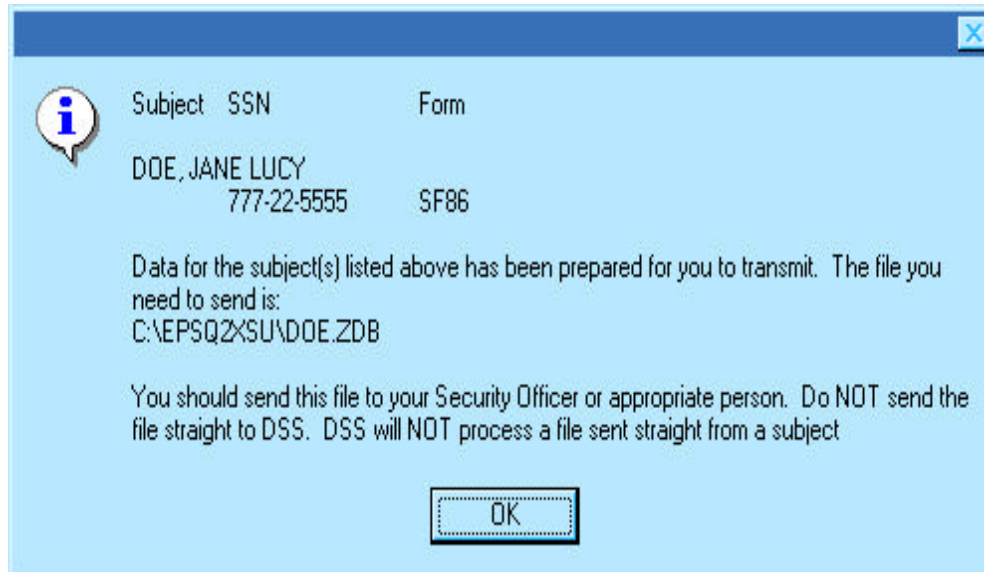 Subject SSN Form
DOE, JANE LUCY
777-22-5555 SF86
Data for the subject(s) listed above has been prepared for you to transmit. The file you
need to send is:
C:\EPSQ2XSU\DOE.ZDB
You should send this file to your Security Officer or appropriate person. Do NOT send the
file straight to DSS. DSS will NOT process a file sent straight from a subject
OK